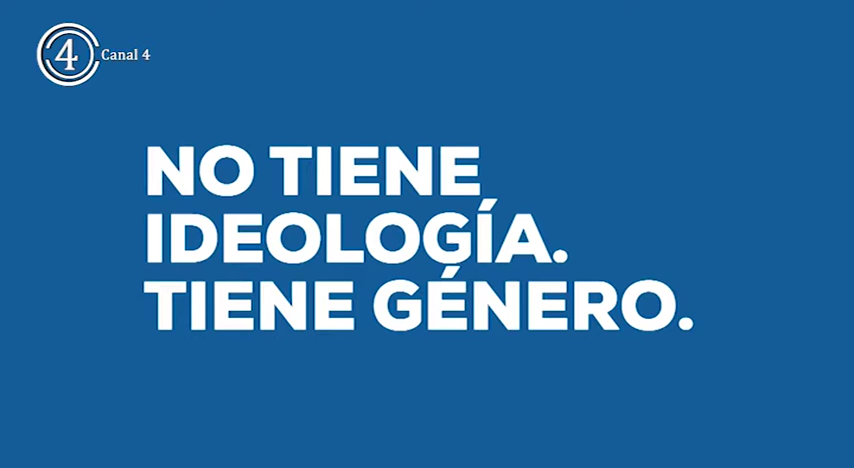 4 Canal 4
NO TIENE
IDEOLOGÍA.
TIENE GÉNERO.